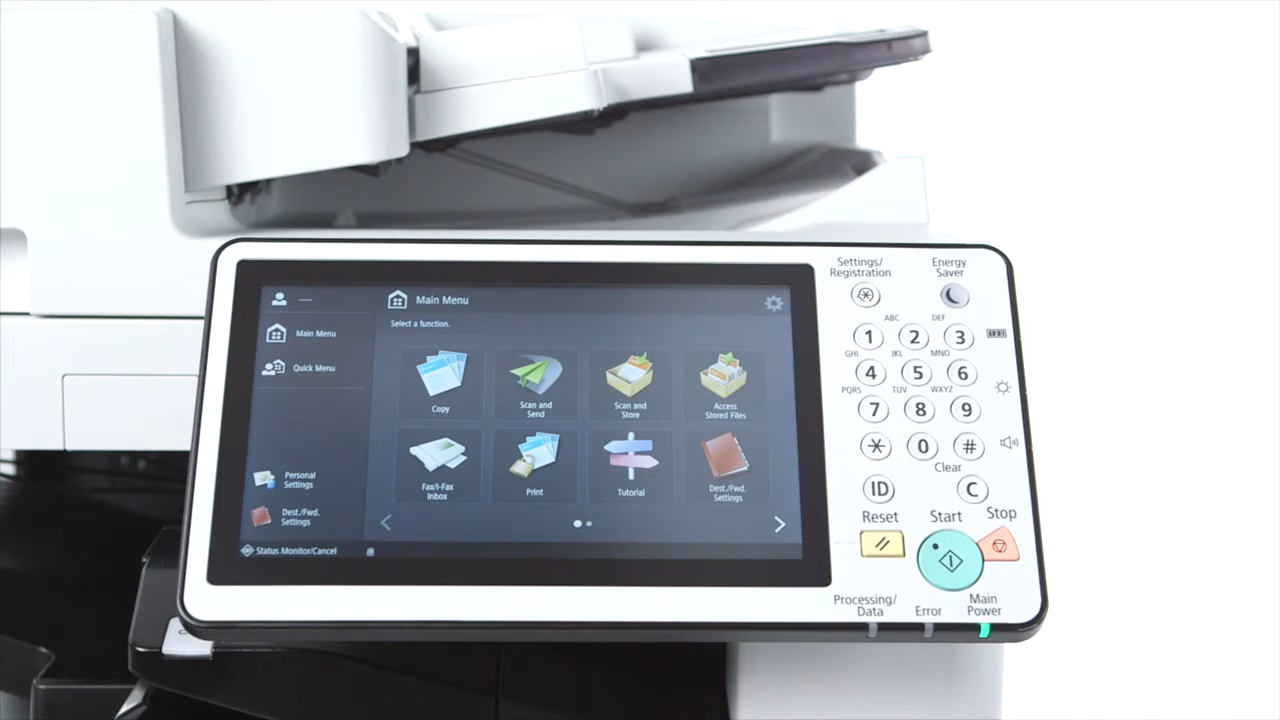 ----
Main Menu
Quick Menu
Personal
Settings
Dest./Fwd.
Settings
Status Monitor/Cancel
Main Menu
Select a function.
Copy
Scan and
Send
Scan and
Store
Access
Stored Files
Fax/I-Fax
Inbox
Print
Tutorial
Dest./Fwd.
Settings
Settings/
Registration
Energy
Saver
ABC
DEF
1
2
3
GHI
JKL
MNO
4
5
6
PQRS
TUV
WXYZ
7
8
9
0
#
Clear
ID
C
Reset
Start
Stop
Processing/
Data
Error
Main
Power